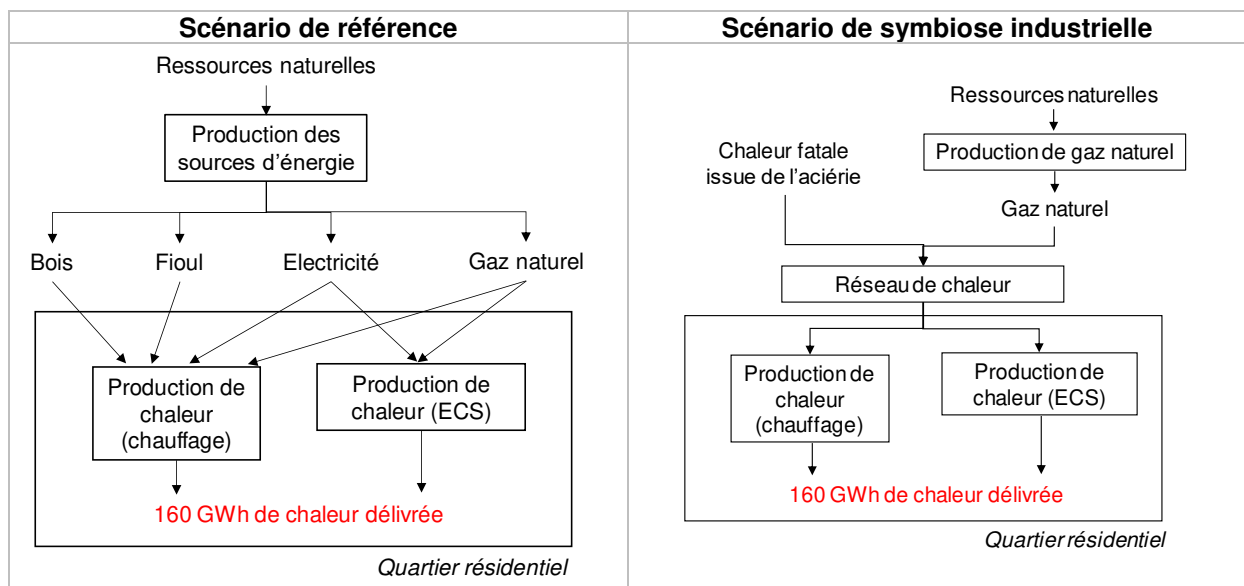 Scénario de référence
Ressources naturelles
Production des
sources d'énergie
Bois
Fioul
Electricité
Gaz naturel
Production de
chaleur
(chauffage)
Production de
chaleur (ECS)
160 GWh de chaleur délivrée
Quartier résidentiel
Scénario de symbiose industrielle
Ressources naturelles
Production de gaz naturel
Chaleur fatale
issue de l'aciérie
Gaz naturel
Réseau de chaleur
Production de
chaleur
(chauffage)
Production de
chaleur (ECS)
160 GWh de chaleur délivrée
Quartier résidentiel